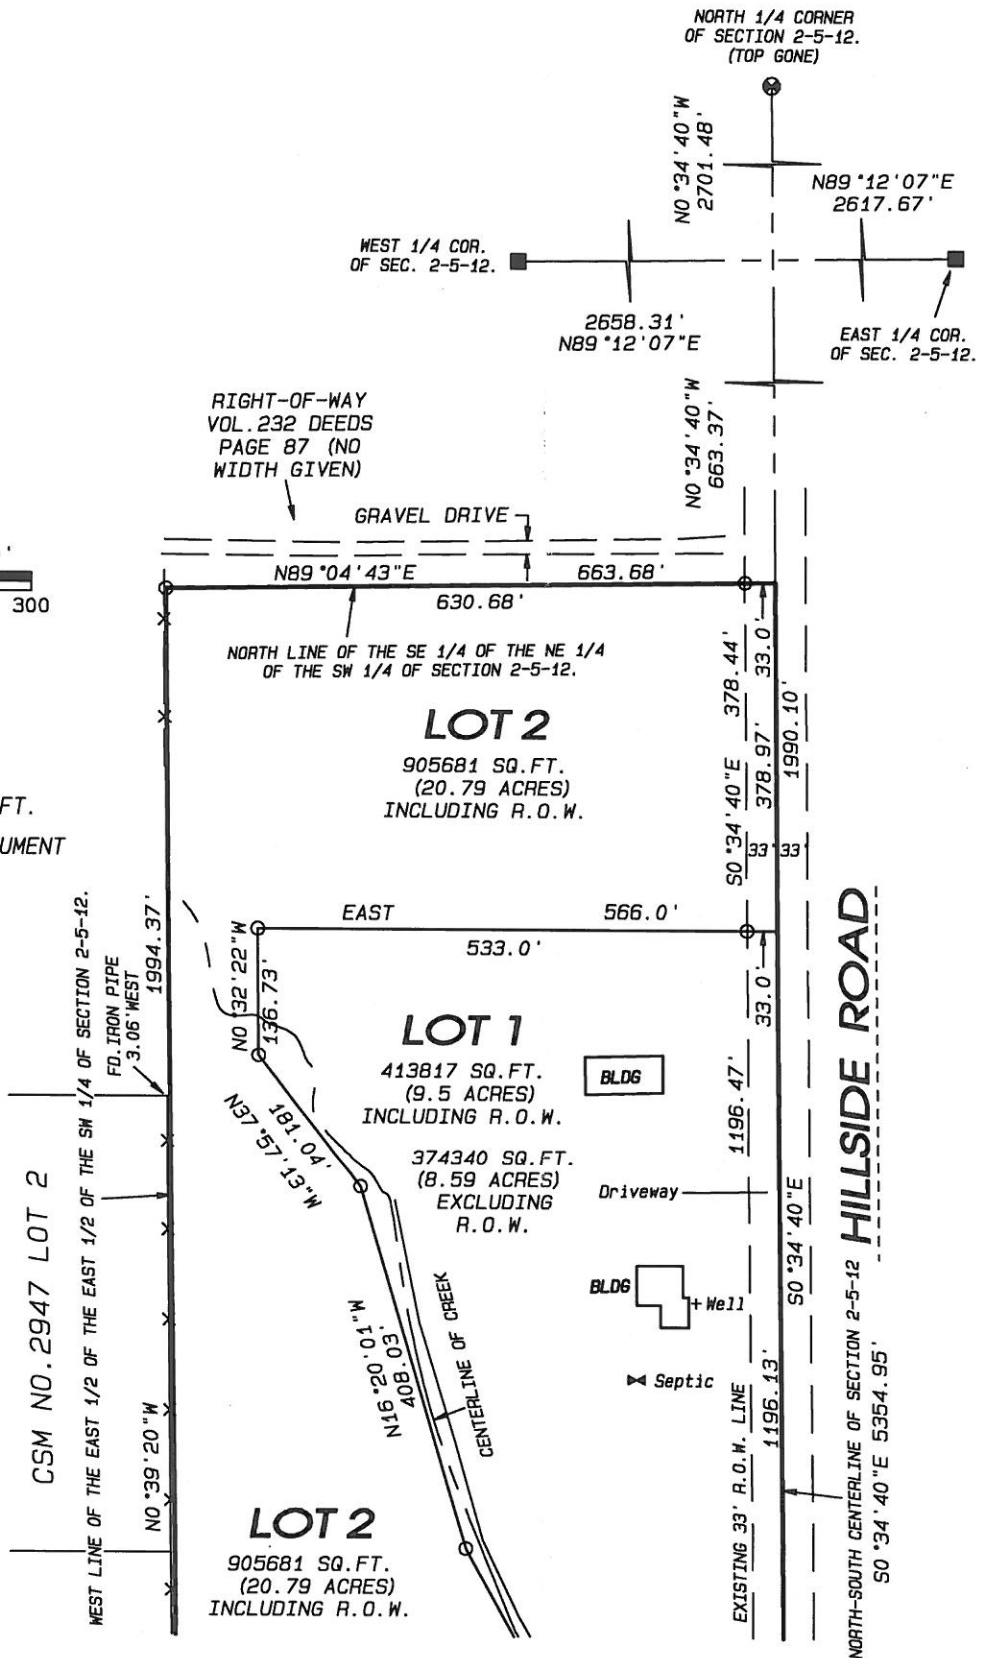 NORTH 1/4 CORNER
OF SECTION 2-5-12.
(TOP GONE)
N0°34'40"W
2701.48'
N89°12'07"E
2617.67'
WEST 1/4 COR.
OF SEC. 2-5-12.
2658.31'
N89°12'07"E
EAST 1/4 COR.
OF SEC. 2-5-12.
N0°34'40"W
663.37'
RIGHT-OF-WAY
VOL.232 DEEDS
PAGE 87 (NO
WIDTH GIVEN)
GRAVEL DRIVE
300
N89°04'43"E 663.68'
630.68'
NORTH LINE OF THE SE 1/4 OF THE NE 1/4
OF THE SW 1/4 OF SECTION 2-5-12.
S0°34'40"E 378.44'
33.0'
378.97'
1990.10'
33' 33'
LOT 2
905681 SQ.FT.
(20.79 ACRES)
INCLUDING R.O.W.
FT.
UMENT
1994.37'
WEST LINE OF THE EAST 1/2 OF THE EAST 1/2 OF THE SW 1/4 OF SECTION 2-5-12.
FD.IRON PIPE
3.06'WEST
EAST 566.0'
533.0'
N0°32'22"W
136.73'
33.0'
LOT 1
413817 SQ.FT.
(9.5 ACRES)
INCLUDING R.O.W.
374340 SQ.FT.
(8.59 ACRES)
EXCLUDING
R.O.W.
BLDG
181.04'
N37°57'13"W
1196.47'
HILLSIDE ROAD
Driveway
S0°34'40"E
CSM NO.2947 LOT 2
BLDG
Well
Septic
N16°20'01"W
408.03'
CENTERLINE OF CREEK
N0°39'20"W
1196.13'
EXISTING 33' R.O.W. LINE
NORTH-SOUTH CENTERLINE OF SECTION 2-5-12
S0°34'40"E 5354.95'
LOT 2
905681 SQ.FT.
(20.79 ACRES)
INCLUDING R.O.W.